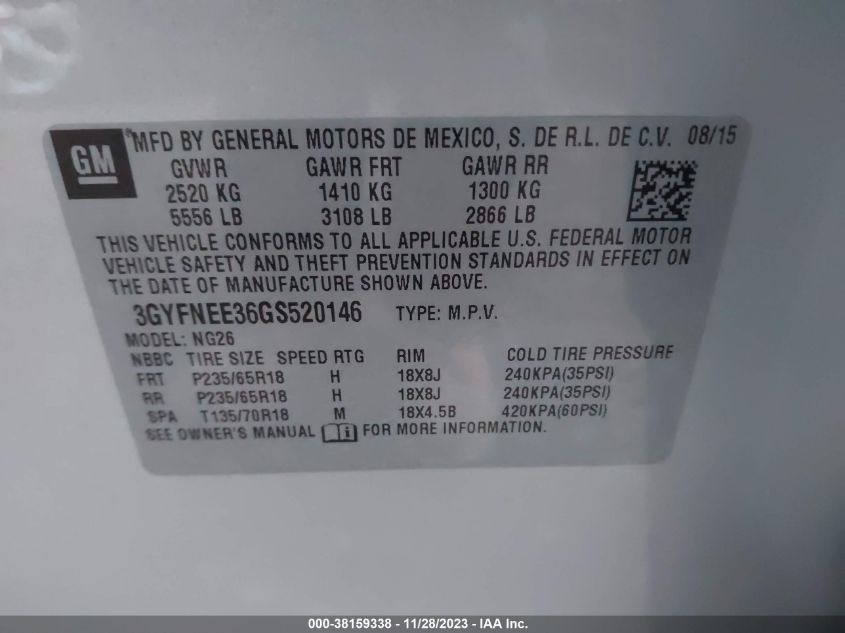 GM ® MFD BY GENERAL MOTORS DE MEXICO, S. DE R.L. DE C.V. 08/15
GVWR GAWR FRT GAWR RR
2520 KG 1410 KG 1300 KG
5556 LB 3108 LB 2866 LB
THIS VEHICLE CONFORMS TO ALL APPLICABLE U.S. FEDERAL MOTOR
VEHICLE SAFETY AND THEFT PREVENTION STANDARDS IN EFFECT ON
THE DATE OF MANUFACTURE SHOWN ABOVE.
3GYFNEE36GS520146 TYPE: M.P.V.
MODEL: NG26
NBBC TIRE SIZE SPEED RTG RIM COLD TIRE PRESSURE
FRT P235/65R18 H 18X8J 240KPA(35PSI)
RR P235/65R18 H 18X8J 240KPA(35PSI)
SPA T135/70R18 M 18X4.5B 420KPA(60PSI)
SEE OWNER'S MANUAL i FOR MORE INFORMATION.
000-38159338 - 11/28/2023 - IAA Inc.